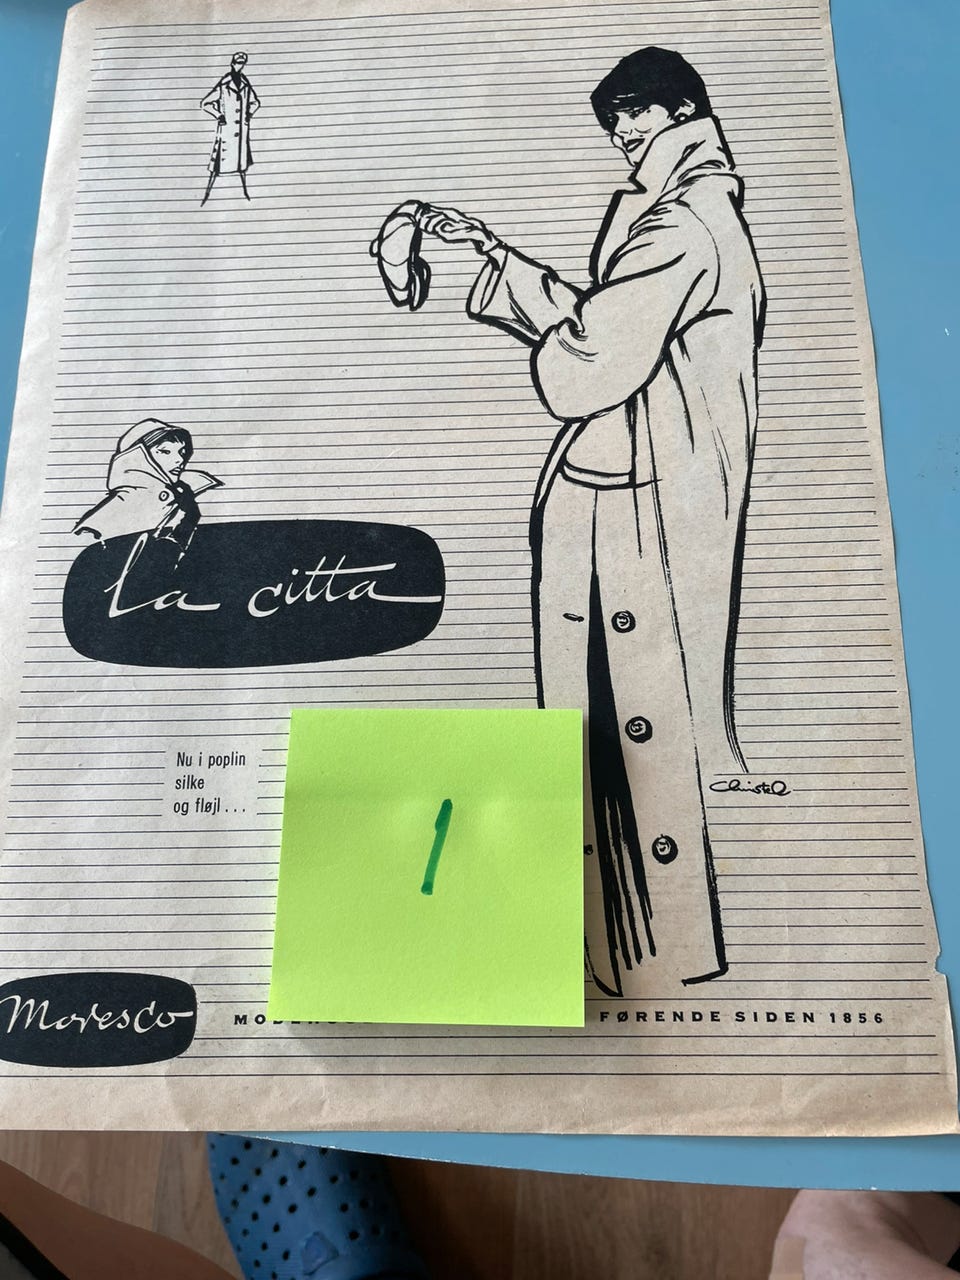 la citta
Nu i poplin
silke
og fløjl...
1
Christel
Moresco
FØRENDE SIDEN 1856